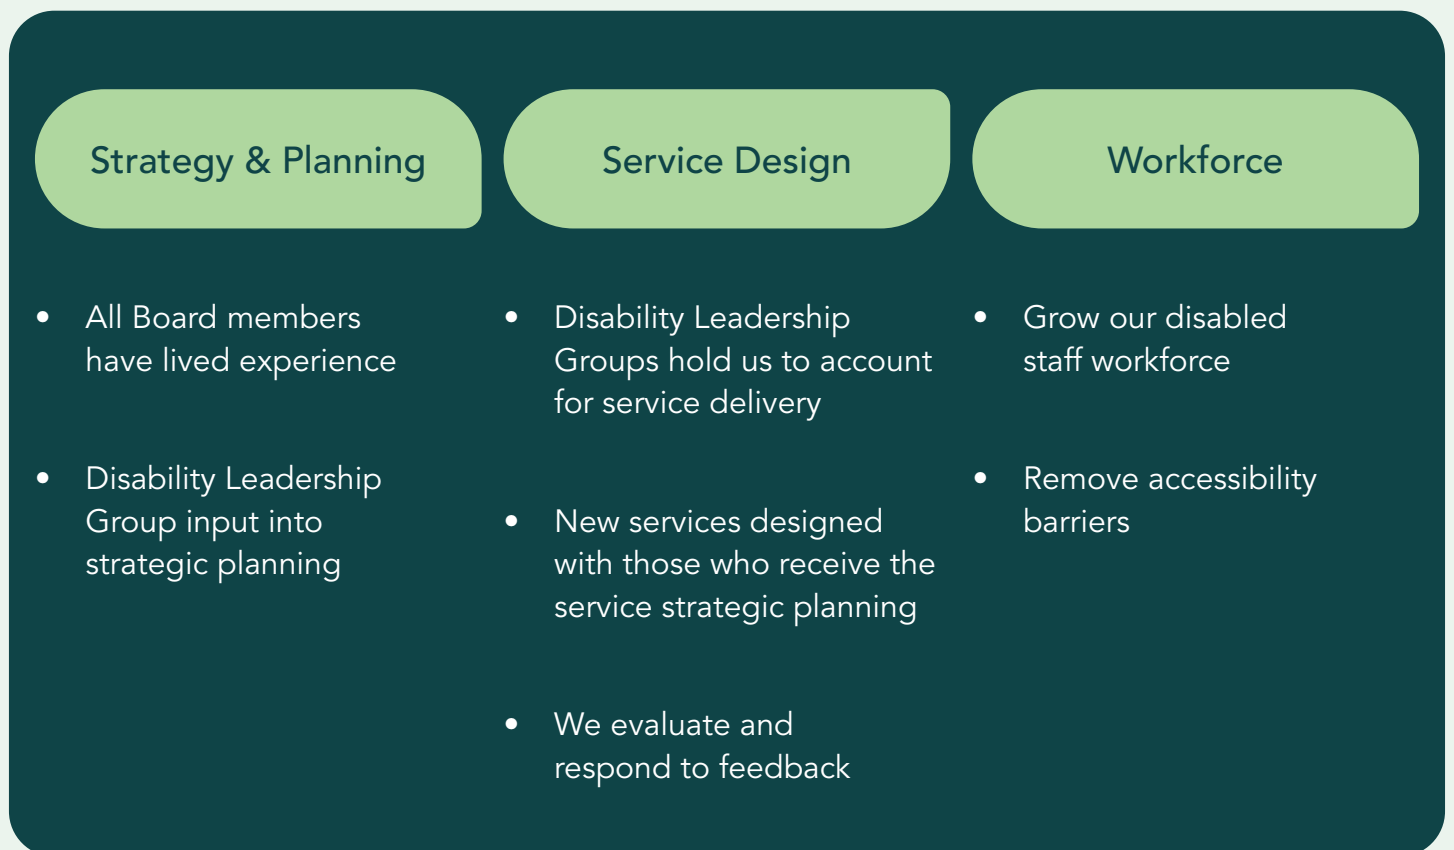 Strategy & Planning
• All Board members
have lived experience
• Disability Leadership
Group input into
strategic planning
Service Design
• Disability Leadership
Groups hold us to account
for service delivery
• New services designed
with those who receive the
service strategic planning
• We evaluate and
respond to feedback
Workforce
• Grow our disabled
staff workforce
• Remove accessibility
barriers